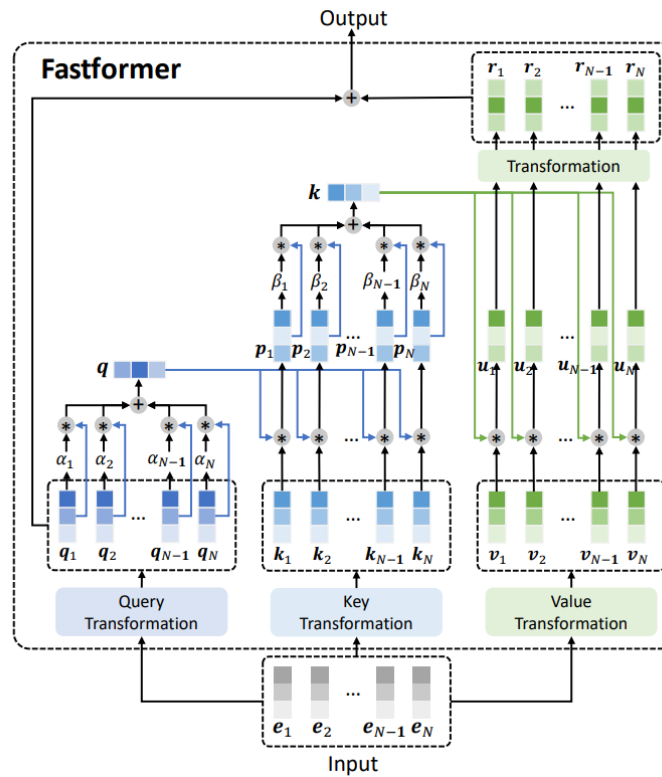 Output
Fastformer
r1 r2 ... rN−1 rN
Transformation
k
+
+
* * * *
β1 β2 βN−1 βN
...
p1 p2 pN−1 pN
u1 u2 ... uN−1 uN
q
+
* * * *
* * ... * *
* * ... * *
α1 α2 αN−1 αN
...
q1 q2 qN−1 qN
...
k1 k2 kN−1 kN
...
v1 v2 vN−1 vN
Query
Transformation
Key
Transformation
Value
Transformation
...
e1 e2 eN−1 eN
Input